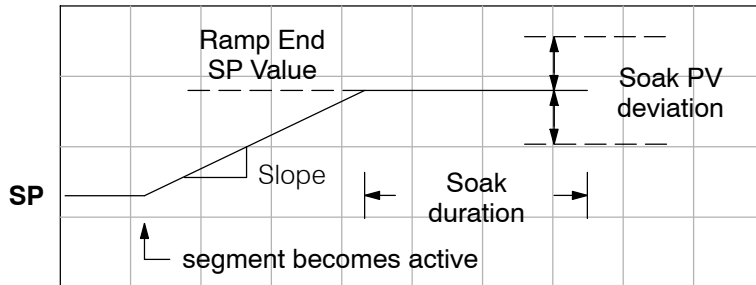 Ramp End
SP Value
Soak PV
deviation
Slope
SP
Soak
duration
segment becomes active